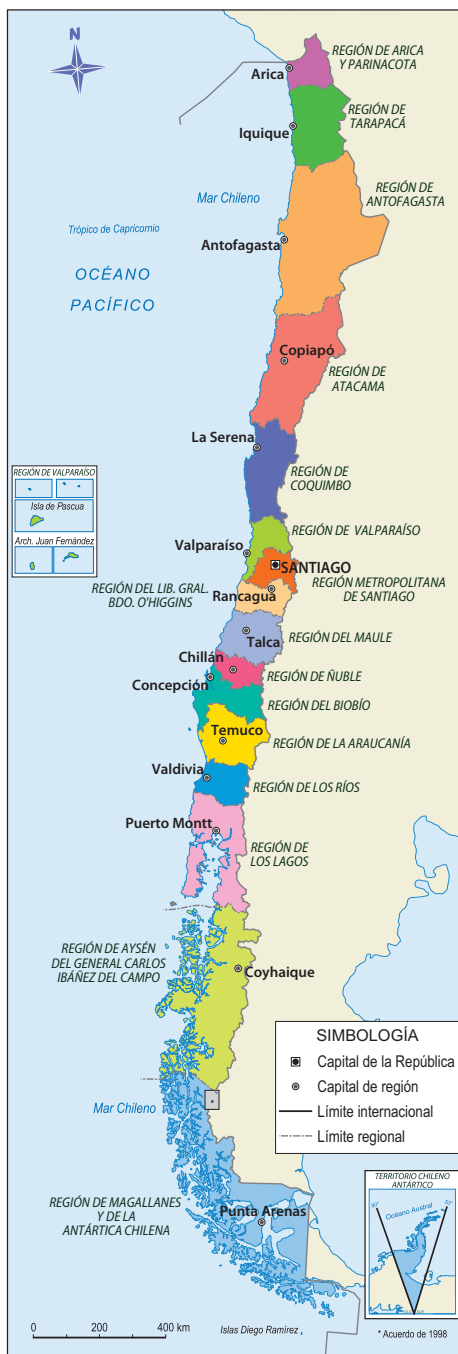 N
REGIÓN DE ARICA
Y PARINACOTA
Arica
REGIÓN DE
TARAPACÁ
Iquique
REGIÓN DE
ANTOFAGASTA
Mar Chileno
Trópico de Capricornio
Antofagasta
OCÉANO
PACÍFICO
Copiapó
REGIÓN DE
ATACAMA
La Serena
REGIÓN DE
COQUIMBO
REGIÓN DE VALPARAÍSO
Isla de Pascua
Arch. Juan Fernández
REGIÓN DE VALPARAÍSO
Valparaíso
SANTIAGO
REGIÓN METROPOLITANA
DE SANTIAGO
REGIÓN DEL LIB. GRAL.
BDO. O'HIGGINS
Rancagua
Talca
REGIÓN DEL MAULE
Chillán
REGIÓN DE ÑUBLE
Concepción
REGIÓN DEL BIOBÍO
Temuco
REGIÓN DE LA ARAUCANÍA
Valdivia
REGIÓN DE LOS RÍOS
Puerto Montt
REGIÓN DE
LOS LAGOS
REGIÓN DE AYSÉN
DEL GENERAL CARLOS
IBÁÑEZ DEL CAMPO
Coyhaique
SIMBOLOGÍA
Capital de la República
Capital de región
Límite internacional
Límite regional
*
Mar Chileno
REGIÓN DE MAGALLANES
Y DE LA
ANTÁRTICA CHILENA
Punta Arenas
TERRITORIO CHILENO
ANTÁRTICO
90°
53°
Océano Austral
0
200
400 km
Islas Diego Ramírez
* Acuerdo de 1998